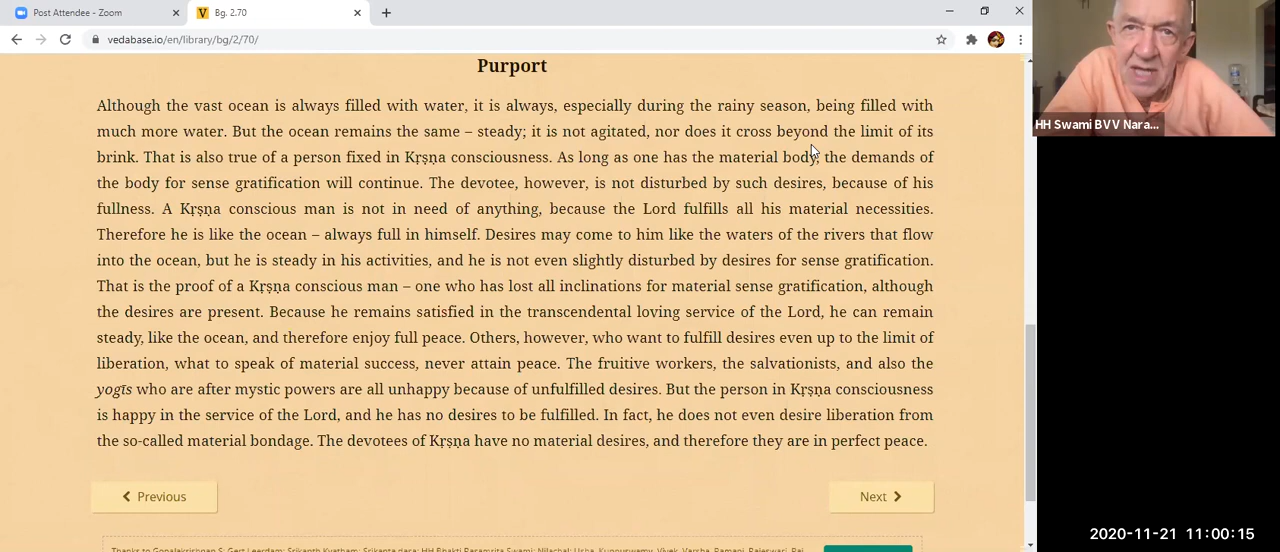 Post Attendee - Zoom
Bg. 2.70
vedabase.io/en/library/bg/2/70/
Purport
Although the vast ocean is always filled with water, it is always, especially during the rainy season, being filled with
much more water. But the ocean remains the same – steady; it is not agitated, nor does it cross beyond the limit of its
brink. That is also true of a person fixed in Kṛṣṇa consciousness. As long as one has the material body, the demands of
the body for sense gratification will continue. The devotee, however, is not disturbed by such desires, because of his
fullness. A Kṛṣṇa conscious man is not in need of anything, because the Lord fulfills all his material necessities.
Therefore he is like the ocean – always full in himself. Desires may come to him like the waters of the rivers that flow
into the ocean, but he is steady in his activities, and he is not even slightly disturbed by desires for sense gratification.
That is the proof of a Kṛṣṇa conscious man – one who has lost all inclinations for material sense gratification, although
the desires are present. Because he remains satisfied in the transcendental loving service of the Lord, he can remain
steady, like the ocean, and therefore enjoy full peace. Others, however, who want to fulfill desires even up to the limit of
liberation, what to speak of material success, never attain peace. The fruitive workers, the salvationists, and also the
yogīs who are after mystic powers are all unhappy because of unfulfilled desires. But the person in Kṛṣṇa consciousness
is happy in the service of the Lord, and he has no desires to be fulfilled. In fact, he does not even desire liberation from
the so-called material bondage. The devotees of Kṛṣṇa have no material desires, and therefore they are in perfect peace.
Previous
Next
HH Swami BVV Nara...
2020-11-21 11:00:15